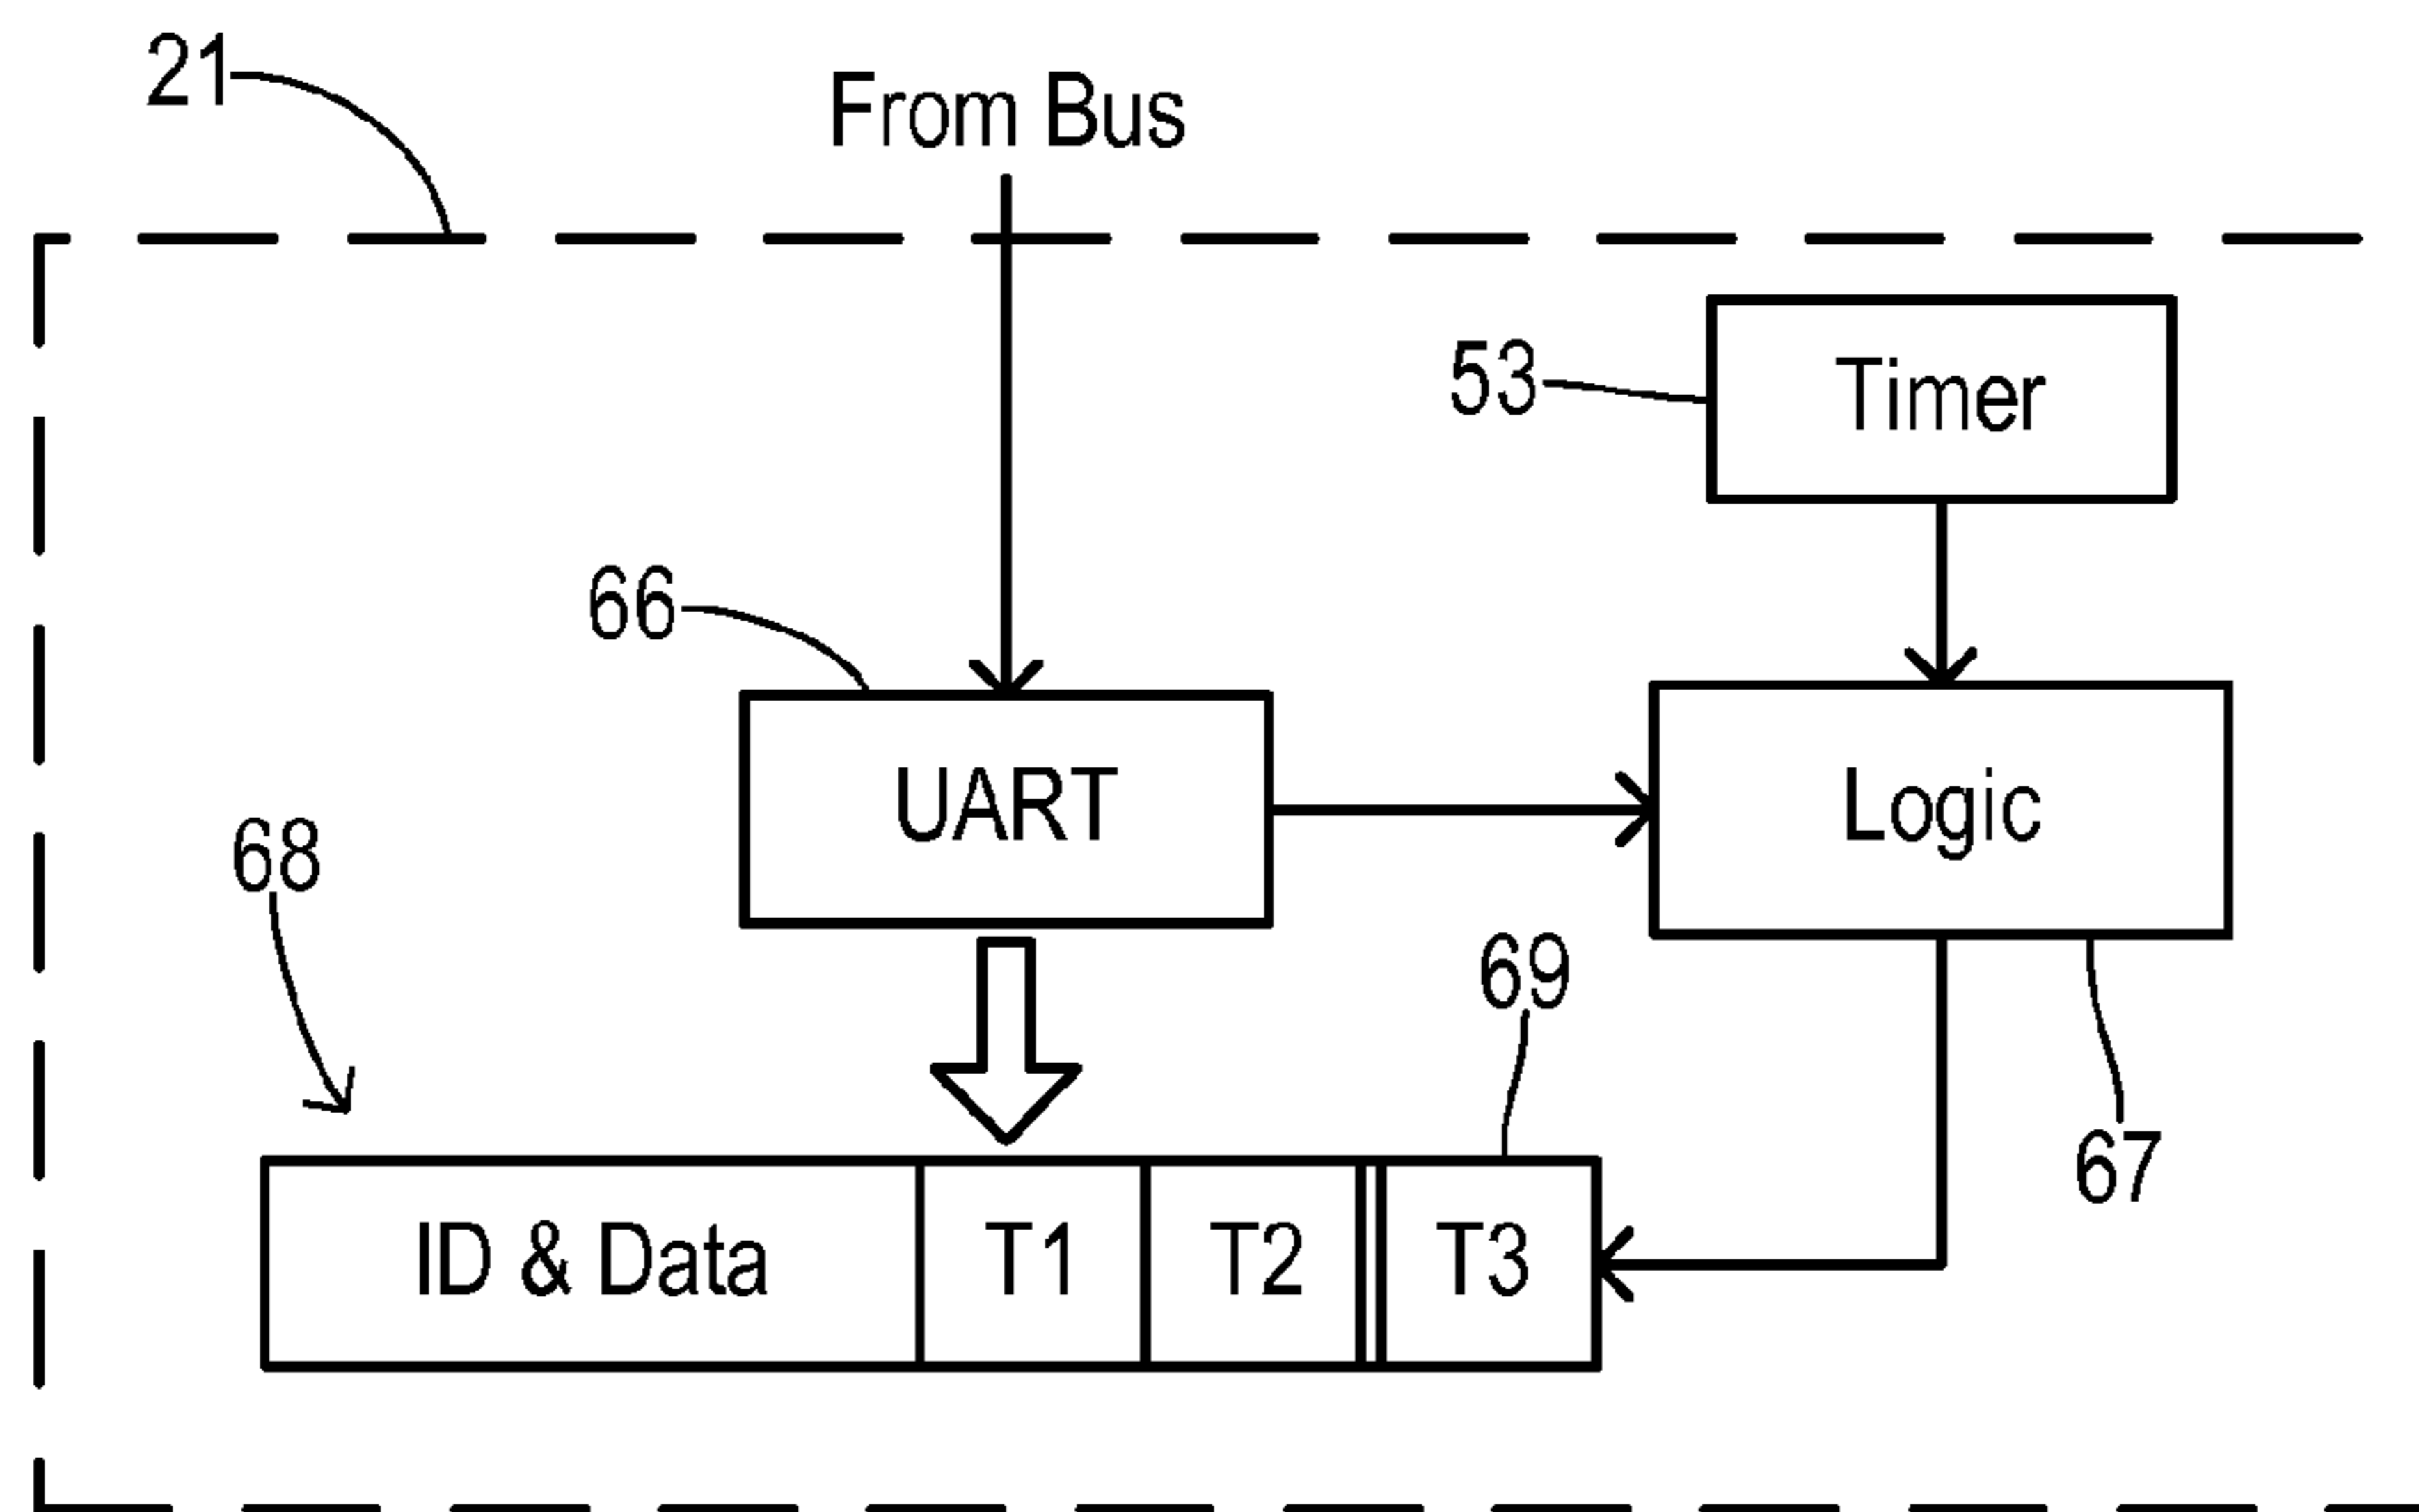 21
From Bus
53
Timer
66
UART
Logic
68
69
67
ID & Data
T1
T2
T3